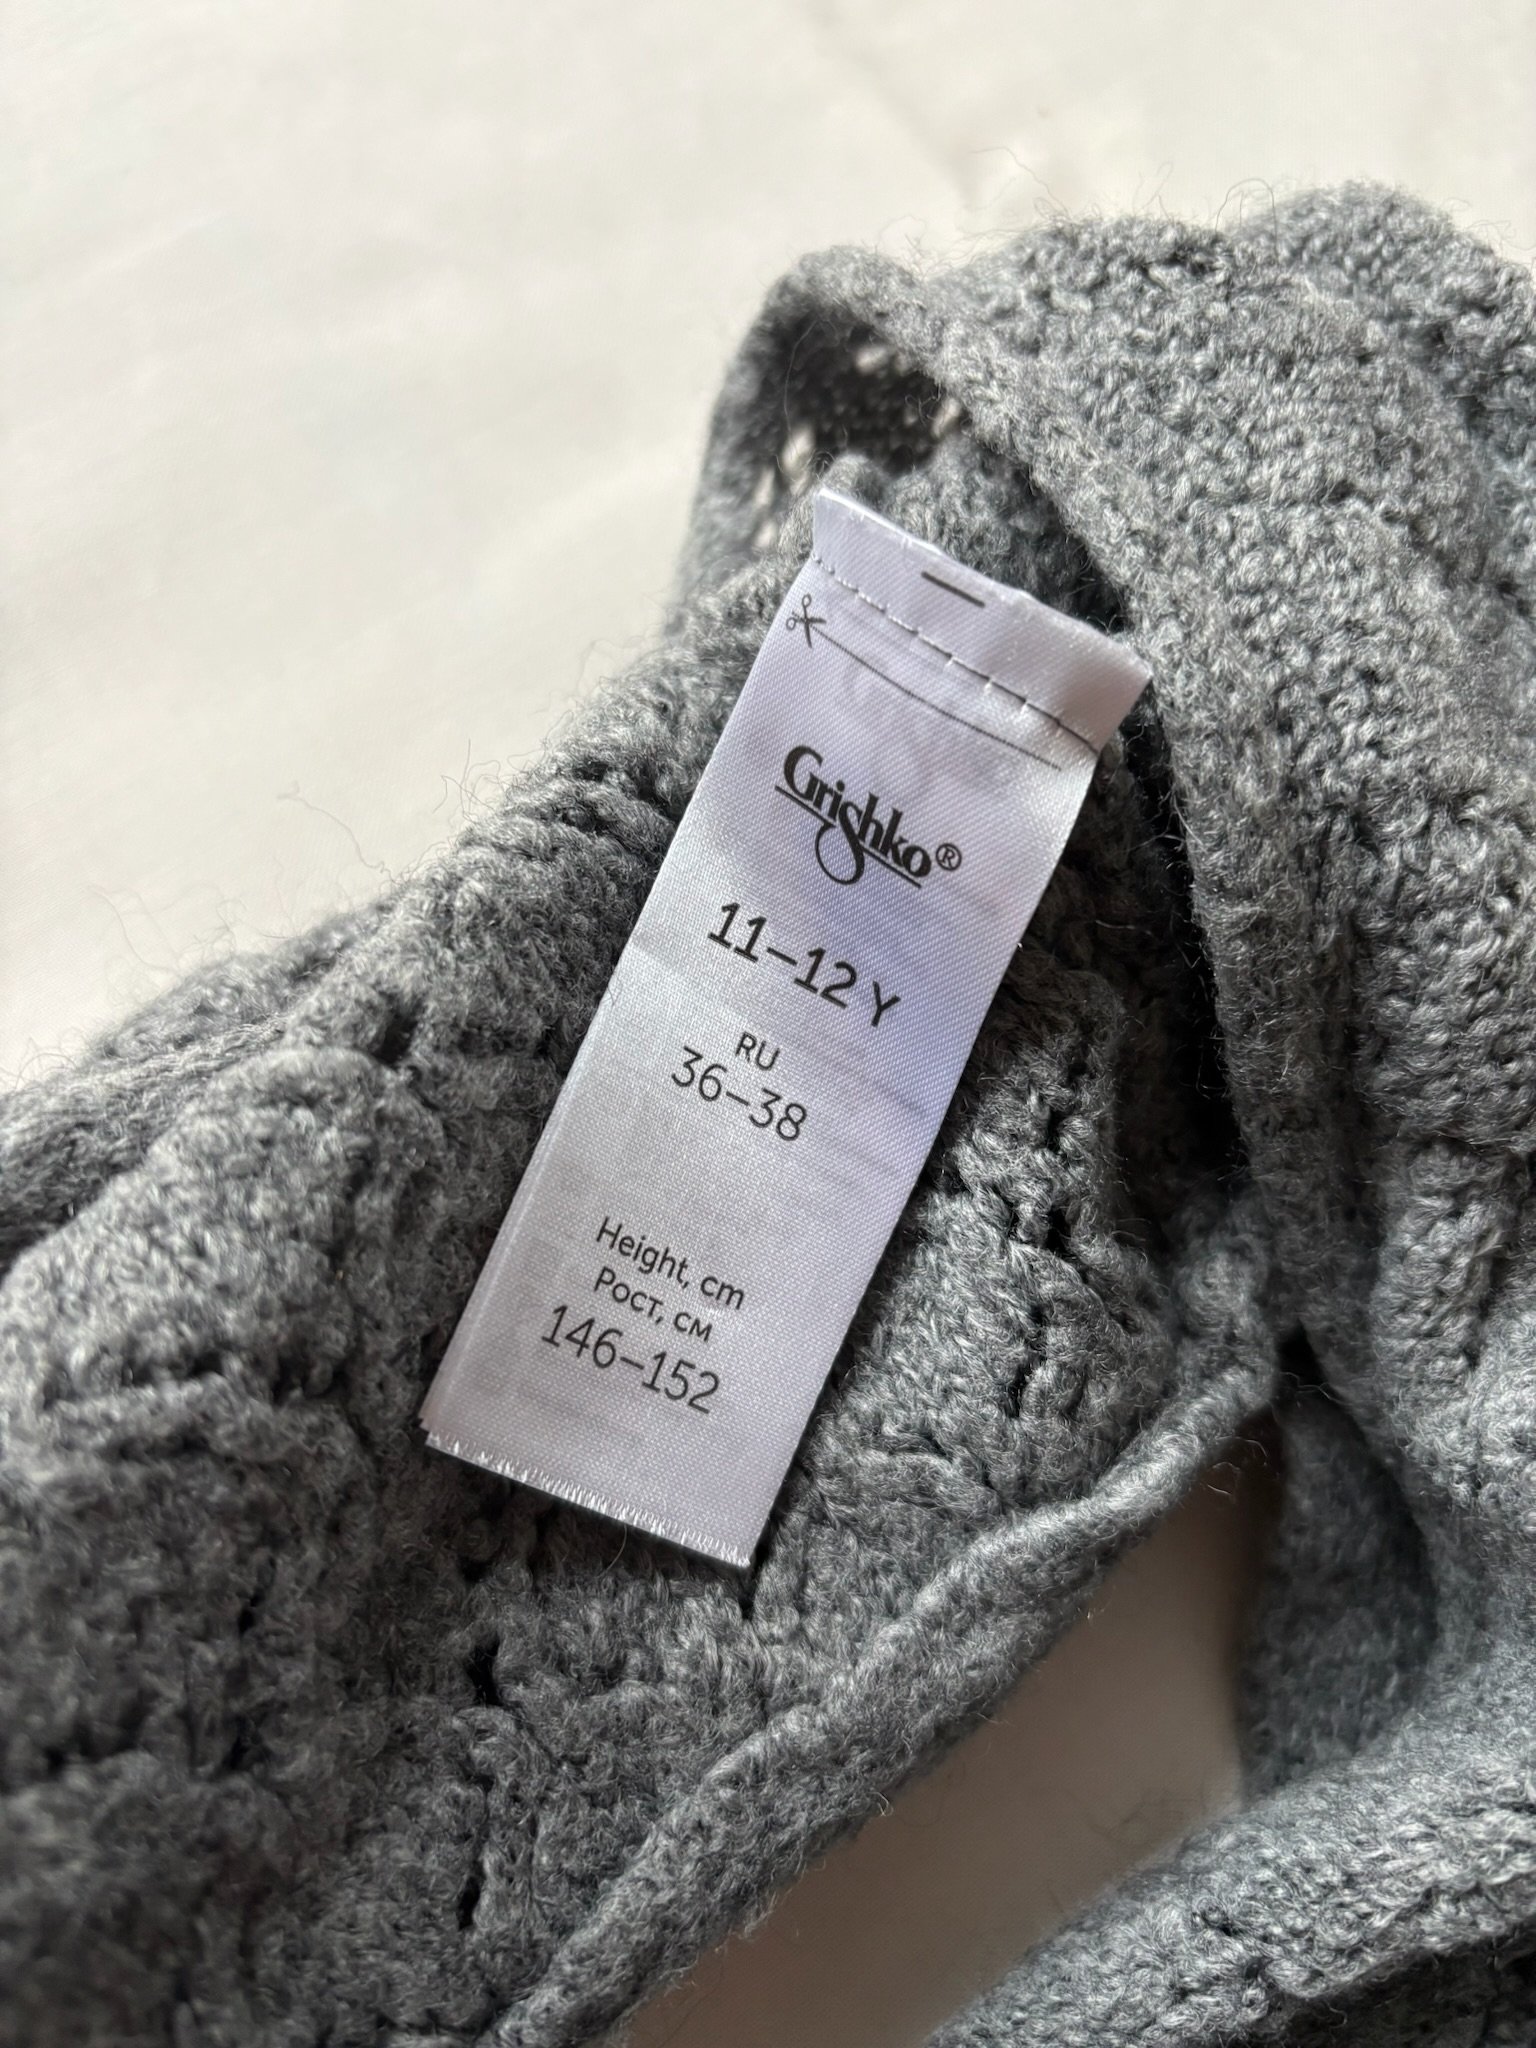 Grishko®
11–12 Y
RU
36–38
Height, cm
Рост, см
146–152